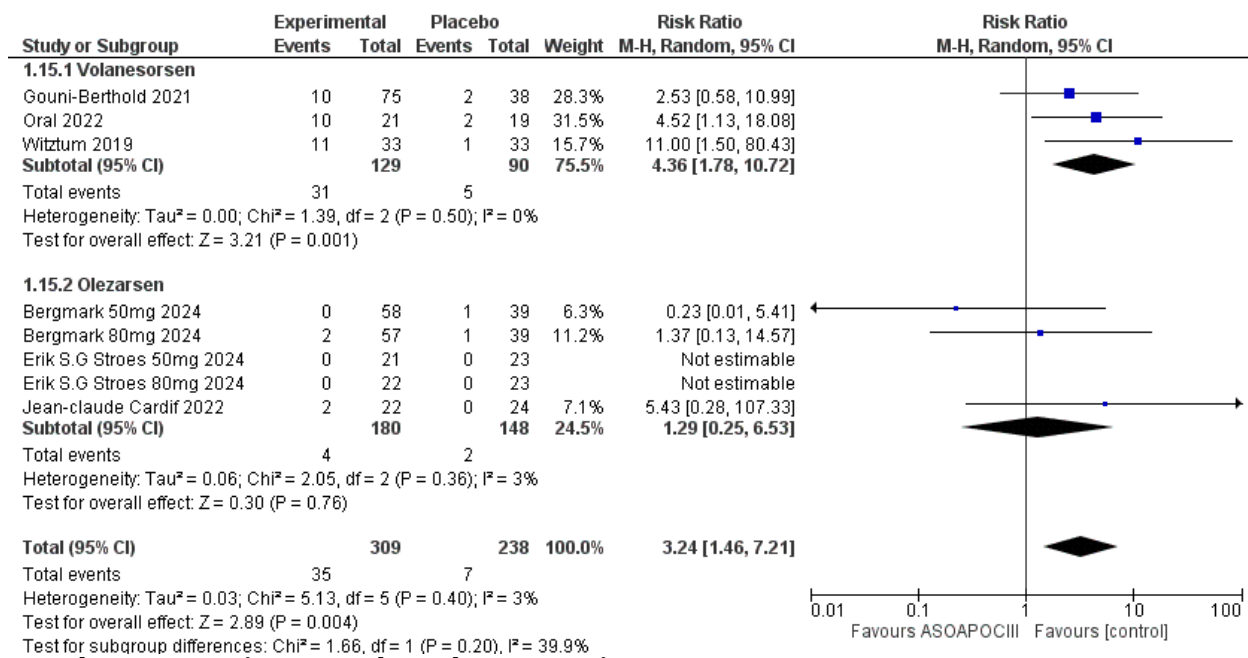 Experimental Placebo Risk Ratio Risk Ratio
Study or Subgroup Events Total Events Total Weight M-H, Random, 95% CI M-H, Random, 95% CI
1.15.1 Volanesorsen
Gouni-Berthold 2021 10 75 2 38 28.3% 2.53 [0.58, 10.99]
Oral 2022 10 21 2 19 31.5% 4.52 [1.13, 18.08]
Witztum 2019 11 33 1 33 15.7% 11.00 [1.50, 80.43]
Subtotal (95% CI) 129 90 75.5% 4.36 [1.78, 10.72]
Total events 31 5
Heterogeneity: Tau² = 0.00; Chi² = 1.39, df = 2 (P = 0.50); I² = 0%
Test for overall effect: Z = 3.21 (P = 0.001)
1.15.2 Olezarsen
Bergmark 50mg 2024 0 58 1 39 6.3% 0.23 [0.01, 5.41]
Bergmark 80mg 2024 2 57 1 39 11.2% 1.37 [0.13, 14.57]
Erik S.G Stroes 50mg 2024 0 21 0 23 Not estimable
Erik S.G Stroes 80mg 2024 0 22 0 23 Not estimable
Jean-claude Cardif 2022 2 22 0 24 7.1% 5.43 [0.28, 107.33]
Subtotal (95% CI) 180 148 24.5% 1.29 [0.25, 6.53]
Total events 4 2
Heterogeneity: Tau² = 0.06; Chi² = 2.05, df = 2 (P = 0.36); I² = 3%
Test for overall effect: Z = 0.30 (P = 0.76)
Total (95% CI) 309 238 100.0% 3.24 [1.46, 7.21]
Total events 35 7
Heterogeneity: Tau² = 0.03; Chi² = 5.13, df = 5 (P = 0.40); I² = 3%
Test for overall effect: Z = 2.89 (P = 0.004)
Test for subgroup differences: Chi² = 1.66, df = 1 (P = 0.20), I² = 39.9%
0.01 0.1 1 10 100
Favours ASOAPOCIII Favours [control]